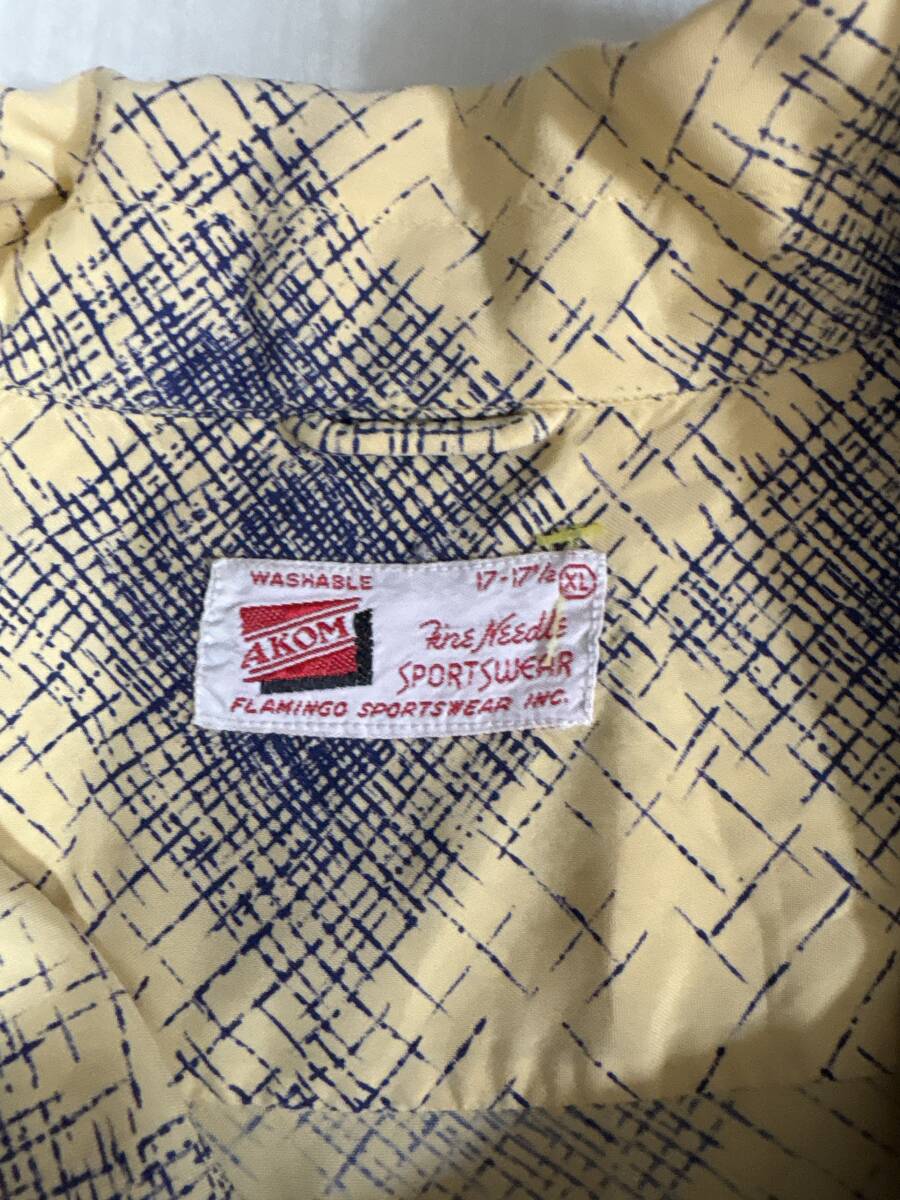 WASHABLE 17-17½ XL
AKOM
Fine Needle
SPORTSWEAR
FLAMINGO SPORTSWEAR INC.